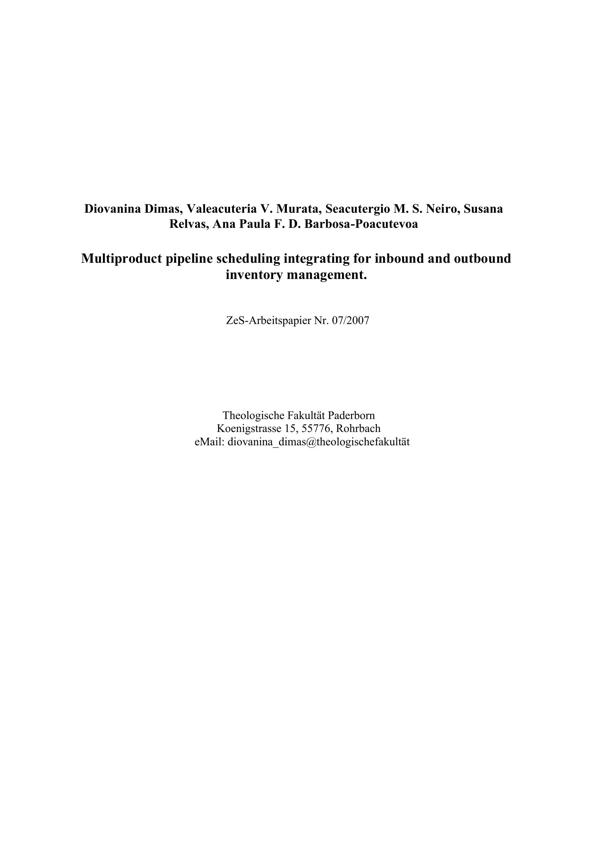 Diovanina Dimas, Valeacuteria V. Murata, Seacutergio M. S. Neiro, Susana
Relvas, Ana Paula F. D. Barbosa-Poacutevoa
Multiproduct pipeline scheduling integrating for inbound and outbound
inventory management.
ZeS-Arbeitspapier Nr. 07/2007
Theologische Fakultät Paderborn
Koenigstrasse 15, 55776, Rohrbach
eMail: diovanina_dimas@theologischefakultät